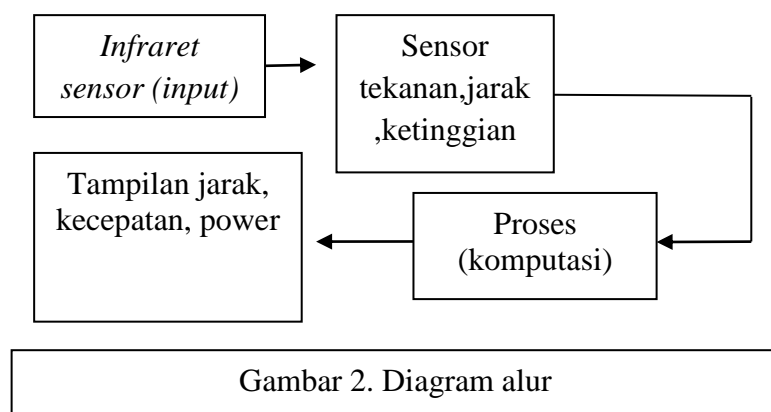 Infraret
sensor (input)
Sensor
tekanan,jarak
,ketinggian
Tampilan jarak,
kecepatan, power
Proses
(komputasi)
Gambar 2. Diagram alur